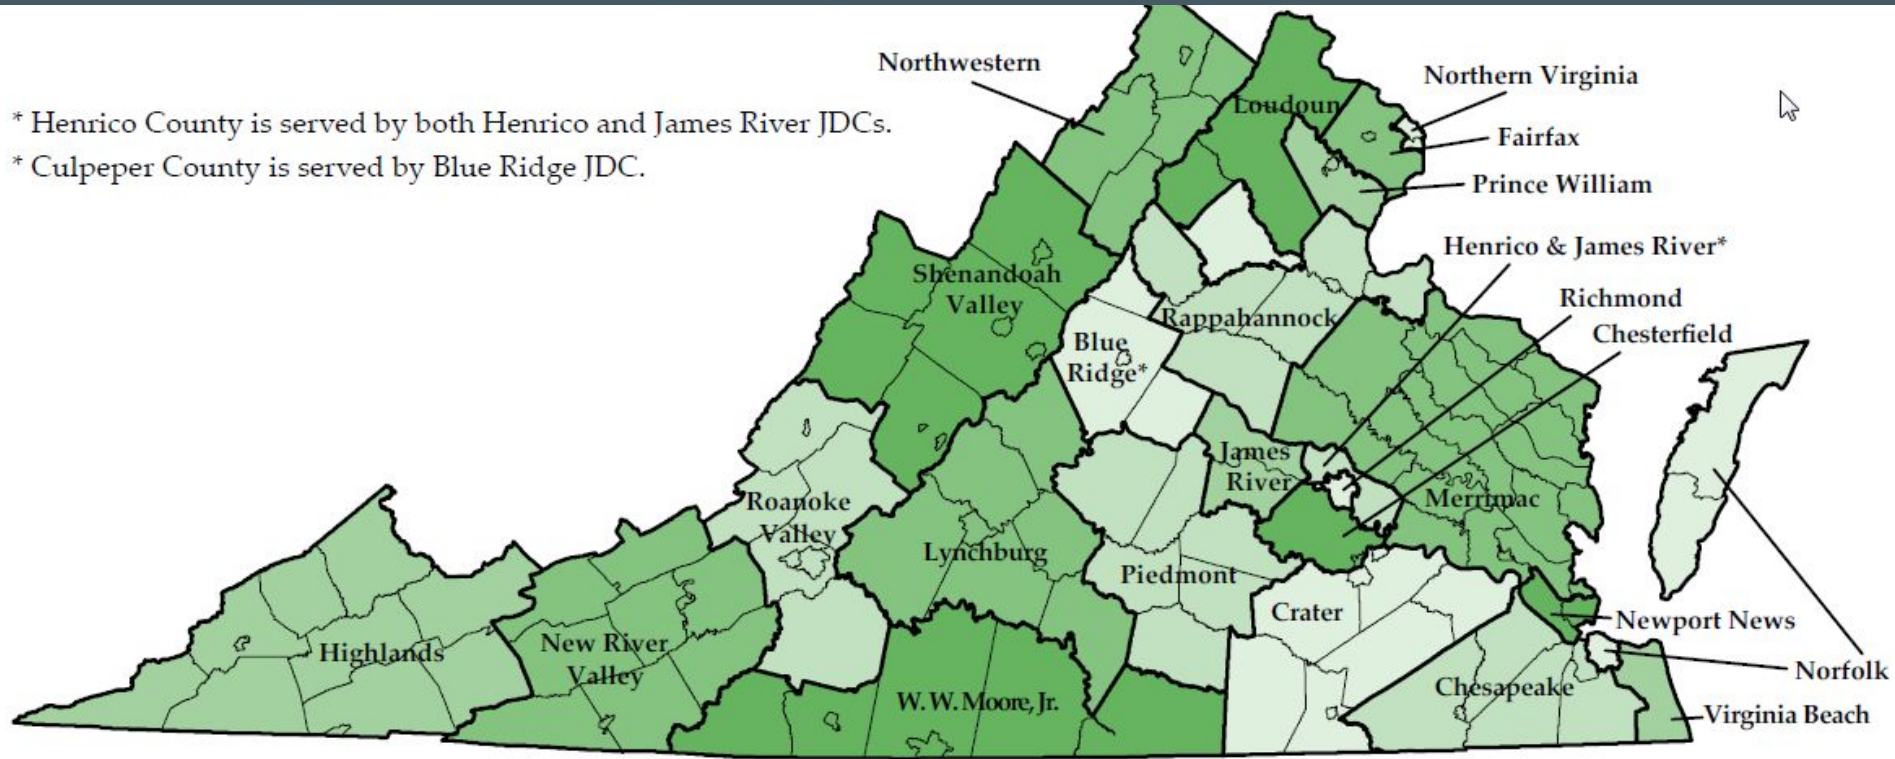 Northwestern
Northern Virginia
Loudoun
* Henrico County is served by both Henrico and James River JDCs.
Fairfax
* Culpeper County is served by Blue Ridge JDC.
Prince William
Henrico & James River*
Shenandoah
Valley
Richmond
Rappahannock
Chesterfield
Blue
Ridge*
James
River
Roanoke
Valley
Merrimac
Lynchburg
Piedmont
Crater
Newport News
Highlands
New River
Valley
Norfolk
Chesapeake
W. W. Moore, Jr.
Virginia Beach